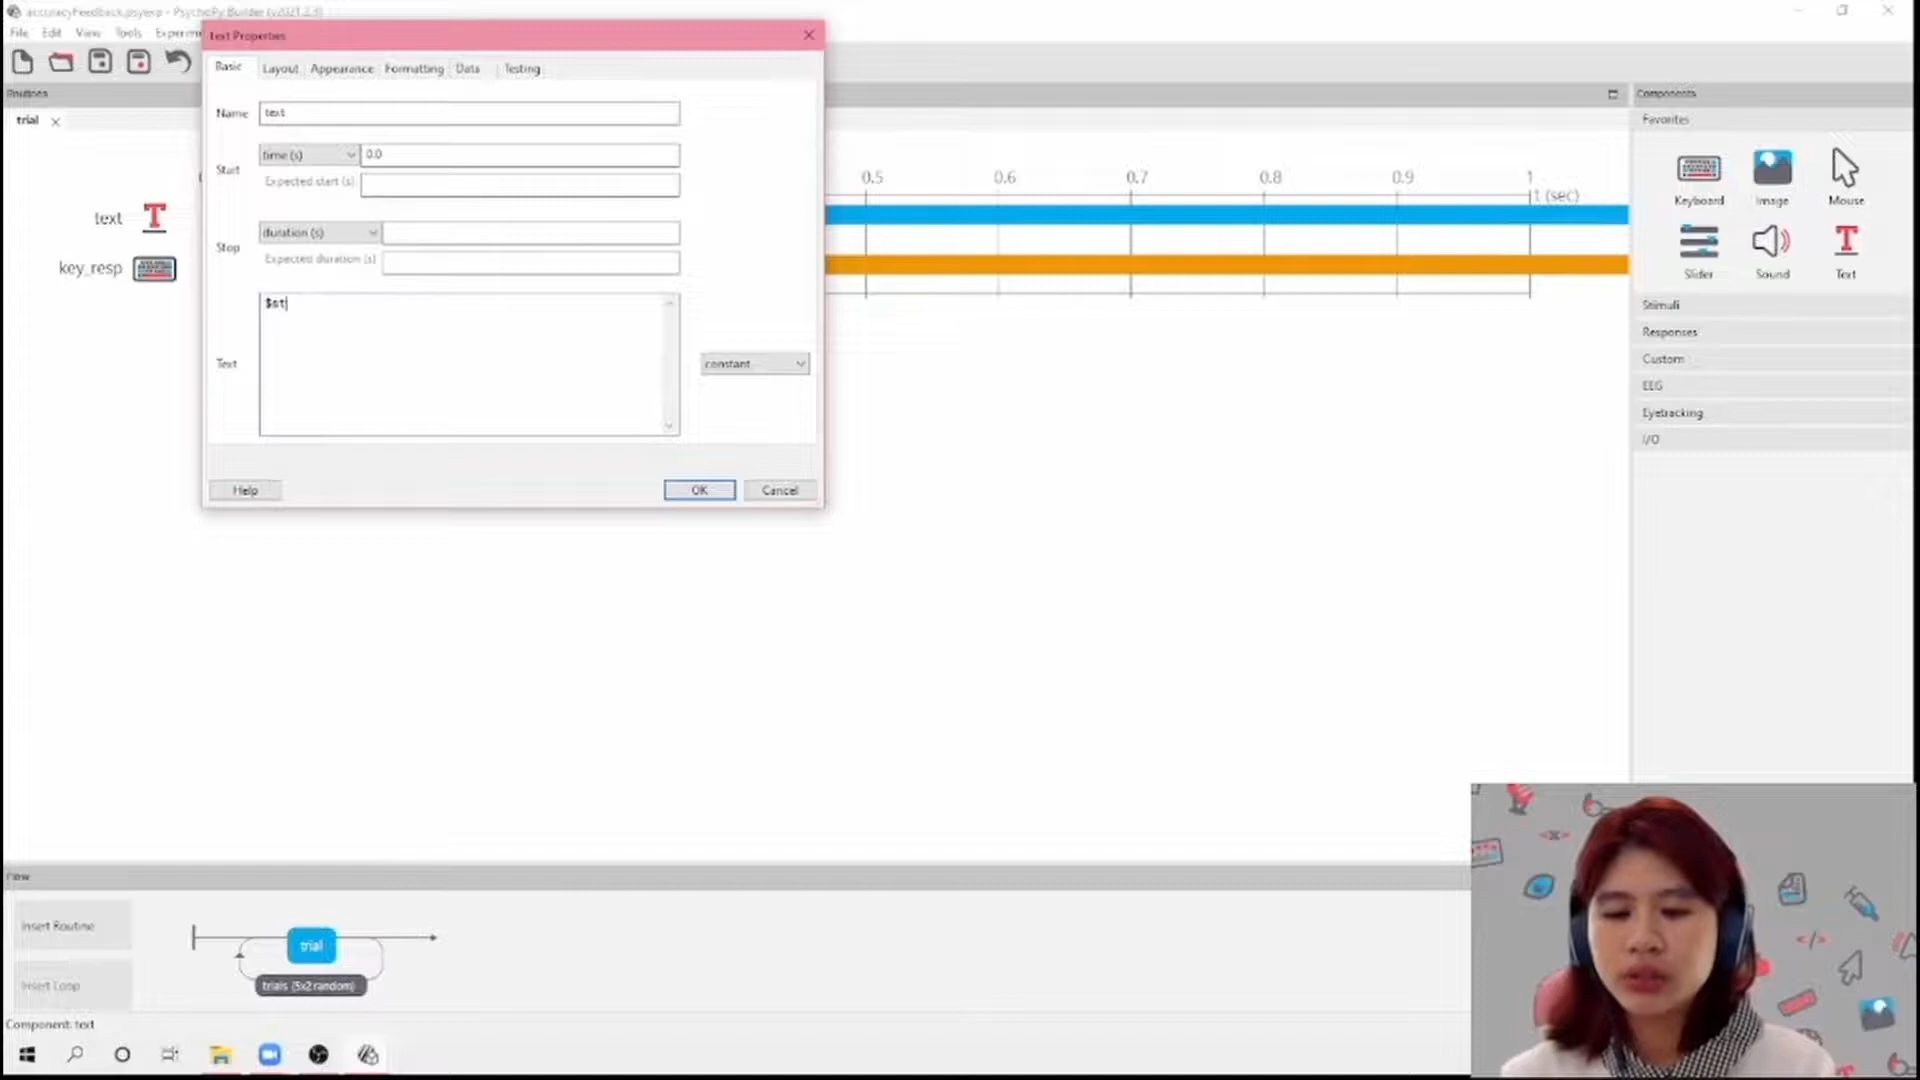 accuracyFeedback.psyexp - PsychoPy Builder (v2021.2.3)
File Edit View Tools
Text Properties
Basic Layout Appearance Formatting Data Testing
Name text
Start time (s) 0.0
Expected start (s)
Stop duration (s)
Expected duration (s)
Text $st constant
Help OK Cancel
Routines
trial
0.5 0.6 0.7 0.8 0.9 1
t (sec)
text
key_resp
Components
Favorites
Keyboard Image Mouse
Slider Sound Text
Stimuli
Responses
Custom
EEG
Eyetracking
I/O
Flow
Insert Routine
trial
Insert Loop
trials (5x2 random)
Component: text